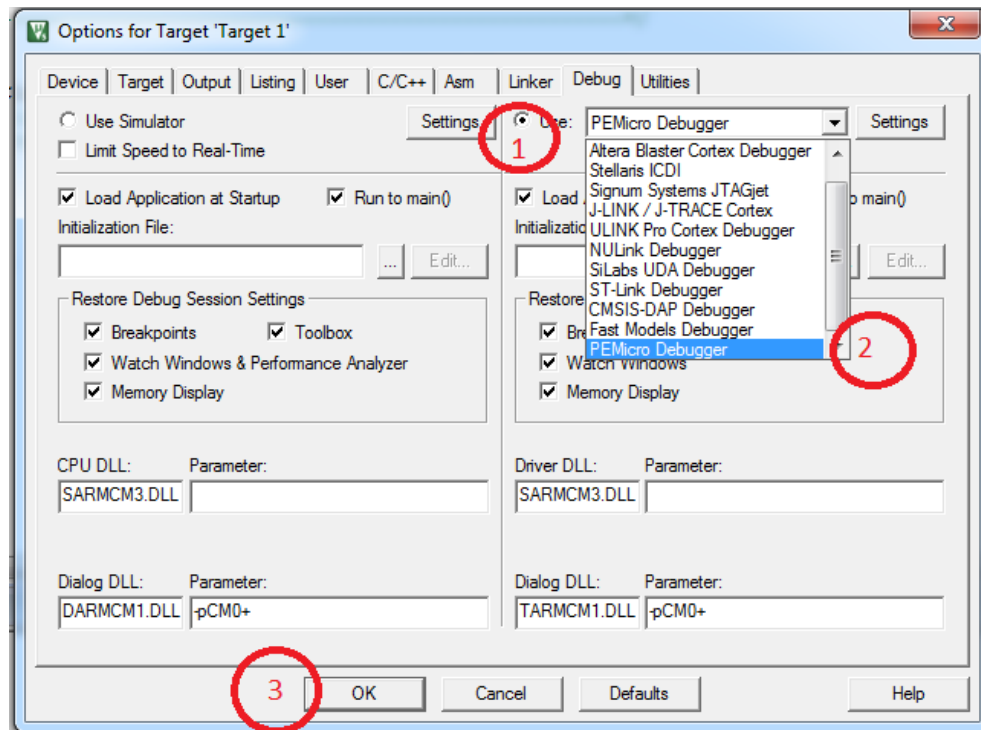 Options for Target 'Target 1'
Device Target Output Listing User C/C++ Asm Linker Debug Utilities
Use Simulator
Settings
Limit Speed to Real-Time
Load Application at Startup
Run to main()
Initialization File:
...
Edit...
Restore Debug Session Settings
Breakpoints
Toolbox
Watch Windows & Performance Analyzer
Memory Display
CPU DLL:
Parameter:
SARMCM3.DLL
Dialog DLL:
Parameter:
DARMCM1.DLL
-pCM0+
1
Use:
PEMicro Debugger
Settings
Altera Blaster Cortex Debugger
Stellaris ICDI
Signum Systems JTAGjet
J-LINK / J-TRACE Cortex
ULINK Pro Cortex Debugger
NULink Debugger
SiLabs UDA Debugger
ST-Link Debugger
CMSIS-DAP Debugger
Fast Models Debugger
PEMicro Debugger
2
Load
o main()
Initializatio
Edit...
Restore
Bre
Watch Windows
Memory Display
Driver DLL:
Parameter:
SARMCM3.DLL
Dialog DLL:
Parameter:
TARMCM1.DLL
-pCM0+
3
OK
Cancel
Defaults
Help